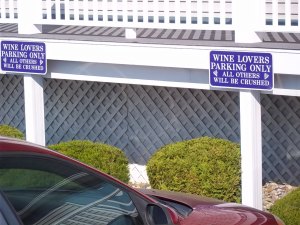 WINE LOVERS
PARKING ONLY
ALL OTHERS
WILL BE CRUSHED
WINE LOVERS
PARKING ONLY
ALL OTHERS
WILL BE CRUSHED